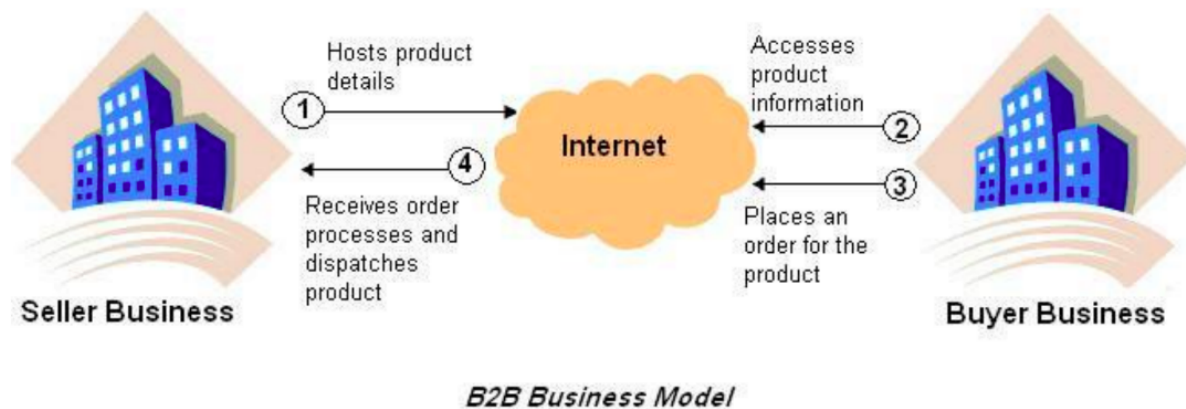 Hosts product
details
1
Accesses
product
information
2
Internet
4
3
Receives order
processes and
dispatches
product
Places an
order for the
product
Seller Business
Buyer Business
B2B Business Model